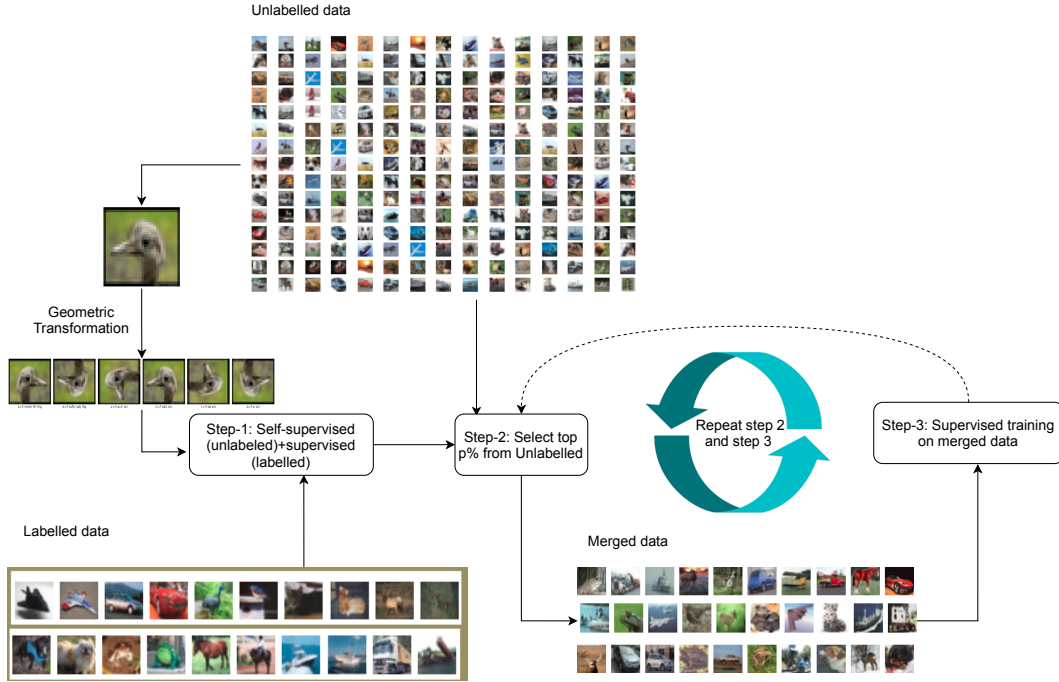 Unlabelled data
Geometric
Transformation
Step-1: Self-supervised
(unlabeled)+supervised
(labelled)
Step-2: Select top
p% from Unlabelled
Repeat step 2
and step 3
Step-3: Supervised training
on merged data
Labelled data
Merged data